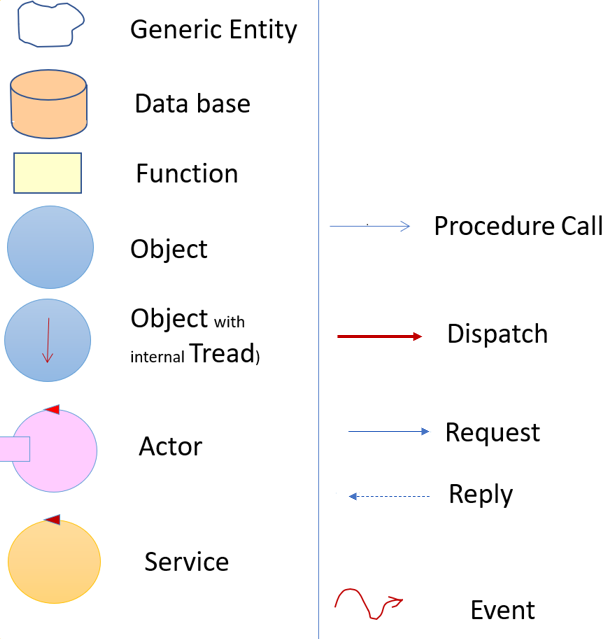 Generic Entity
Data base
Function
Object
Object with
internal Tread)
Actor
Service
Procedure Call
Dispatch
Request
Reply
Event